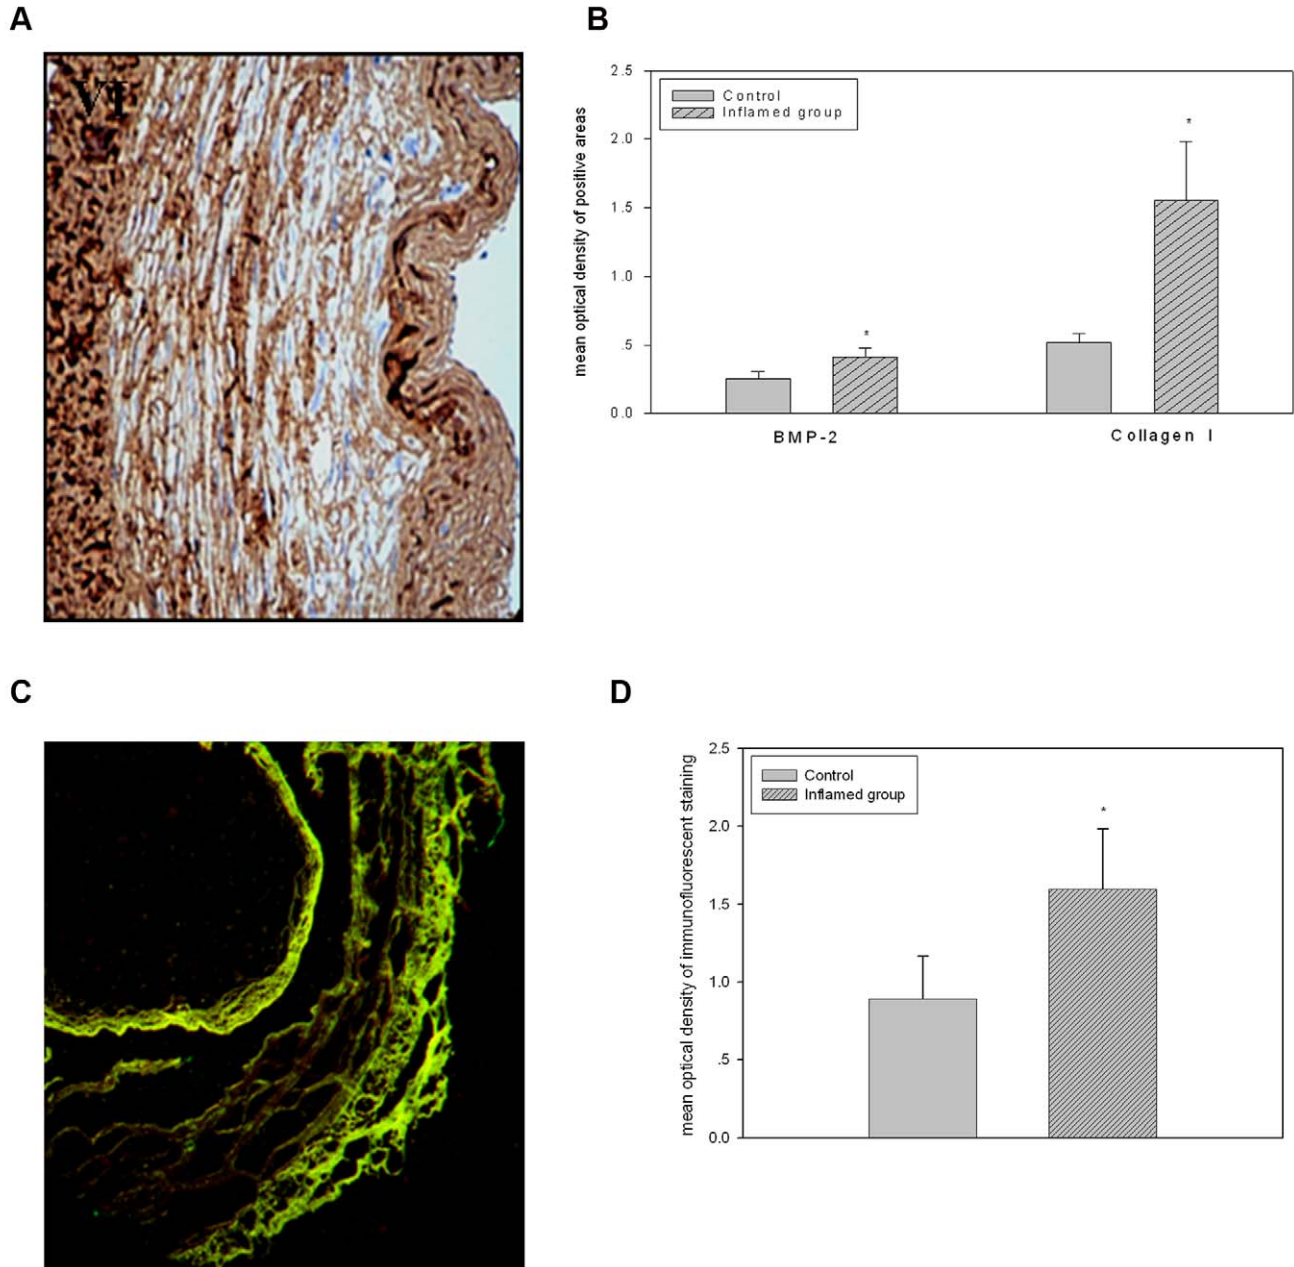 A
VI
B
mean optical density of positive areas
2.5
2.0
1.5
1.0
.5
0.0
Control
Inflamed group
*
*
BMP-2
Collagen I
C
D
mean optical density of immunofluorescent staining
2.5
2.0
1.5
1.0
.5
0.0
Control
Inflamed group
*